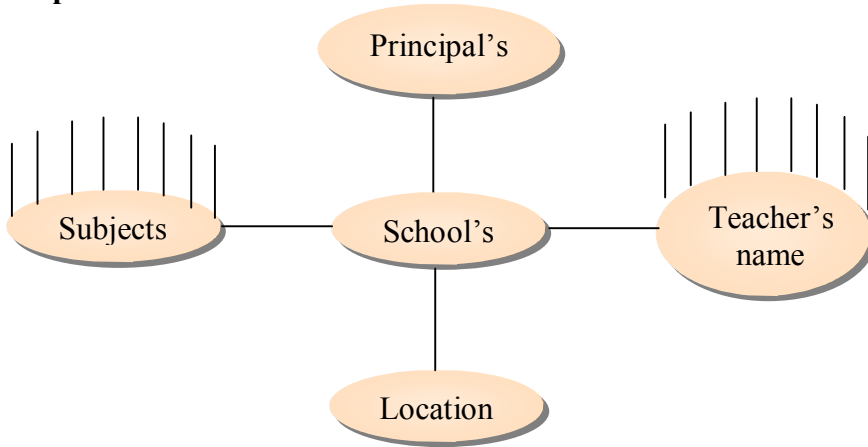 Principal's
Subjects
School's
Teacher's
name
Location